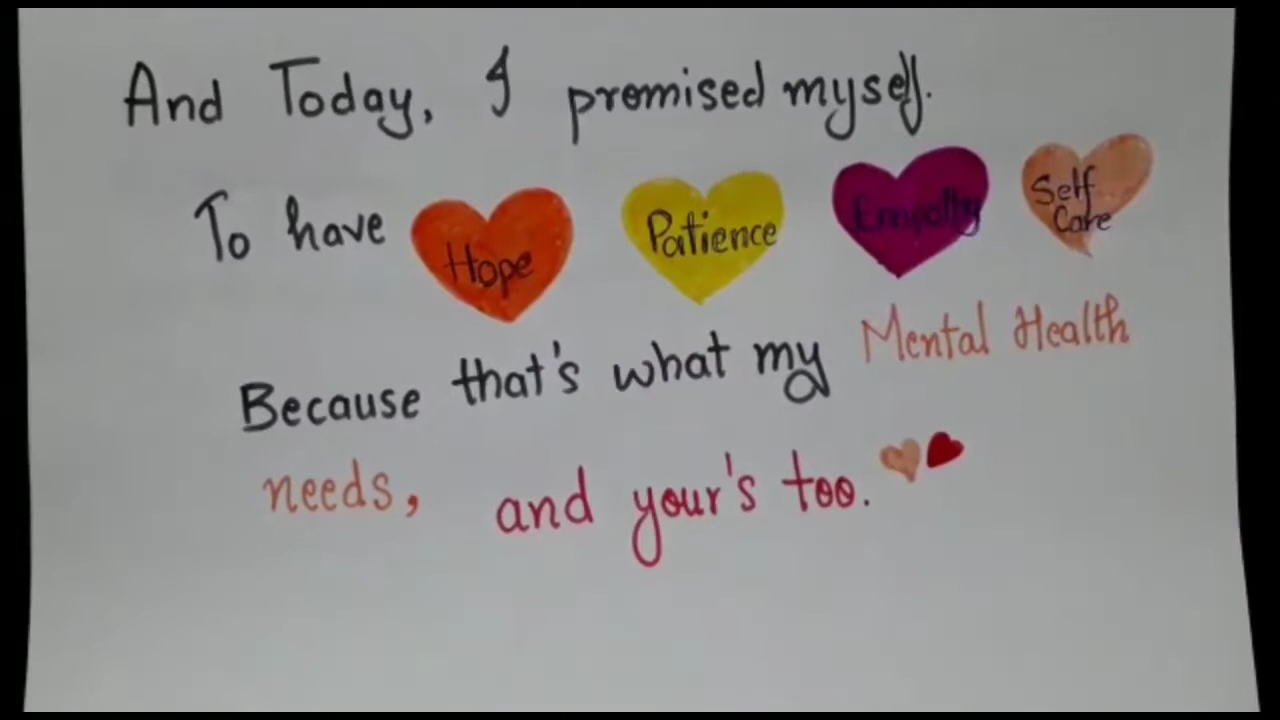 And Today, I promised myself.
To have Hope Patience Empathy Self Care
Because that's what my Mental Health
needs, and your's too.